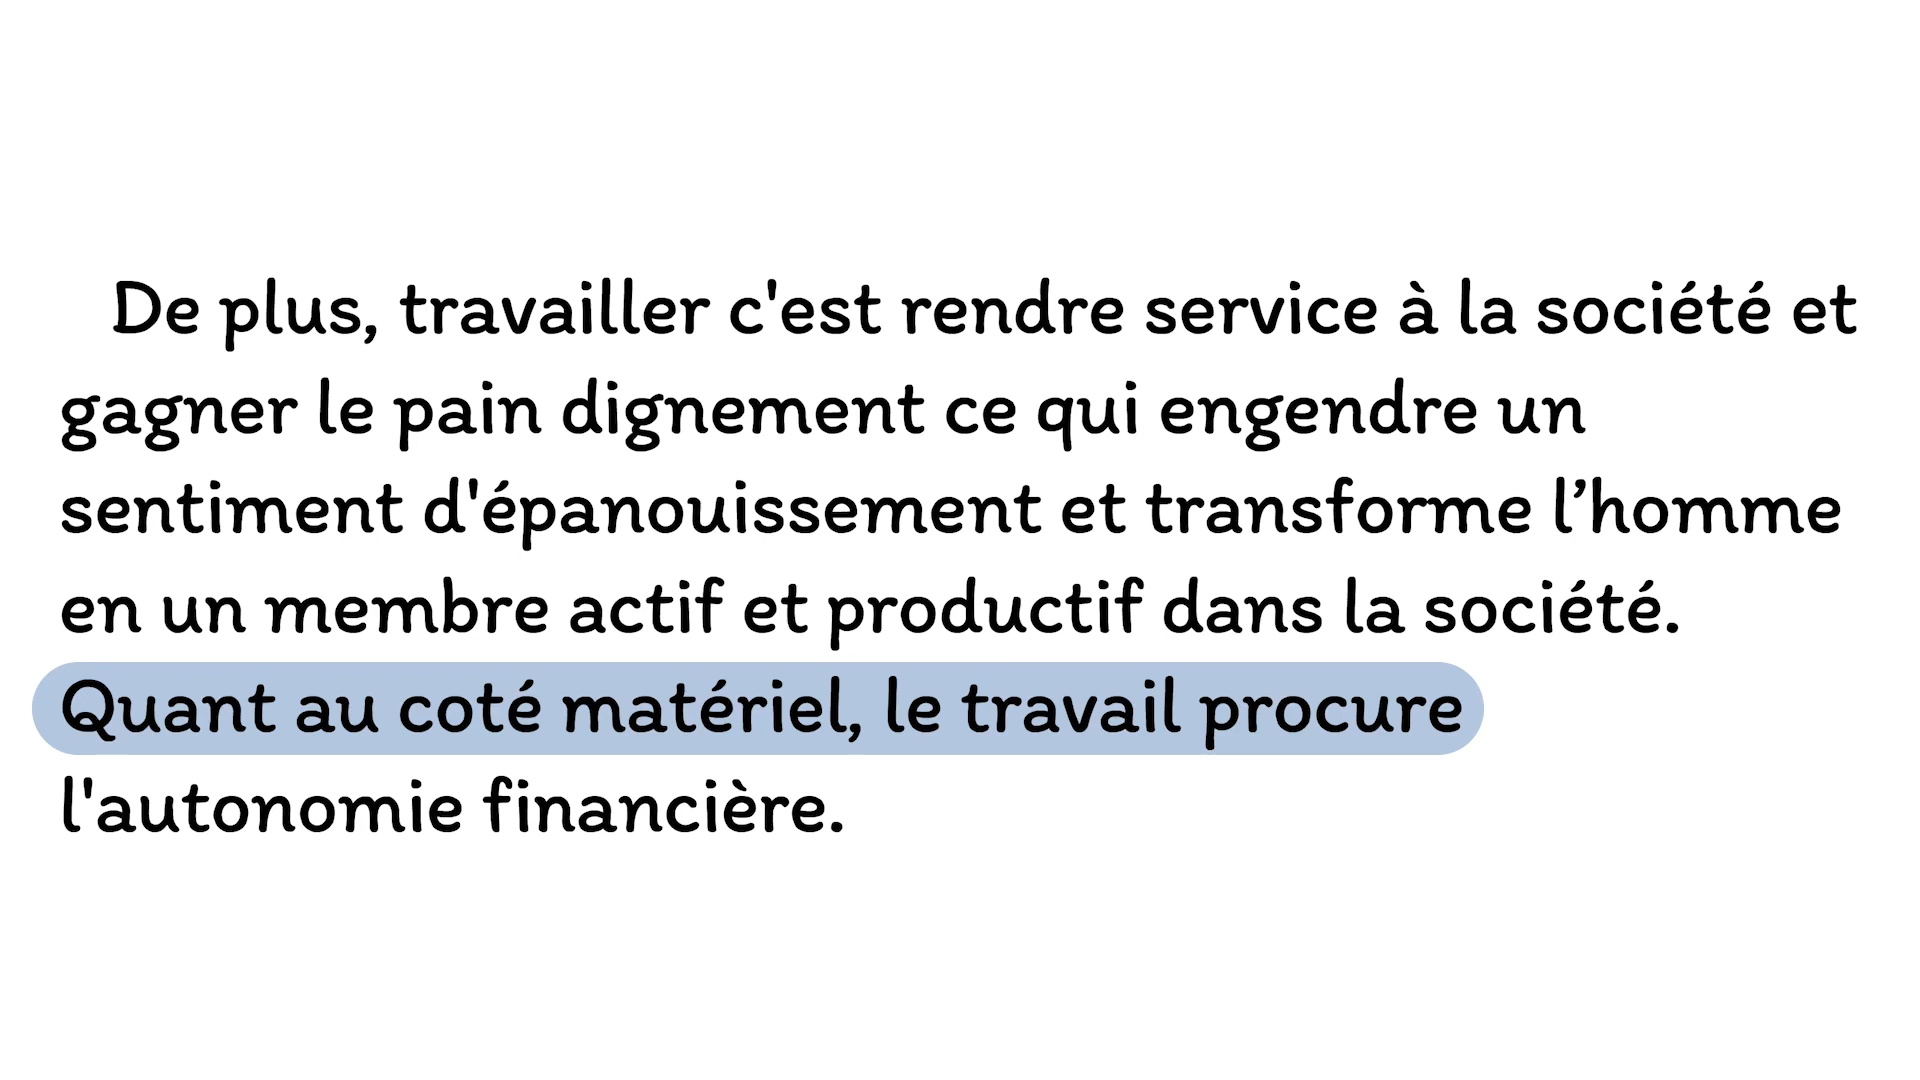 De plus, travailler c'est rendre service à la société et
gagner le pain dignement ce qui engendre un
sentiment d'épanouissement et transforme l’homme
en un membre actif et productif dans la société.
Quant au coté matériel, le travail procure
l'autonomie financière.